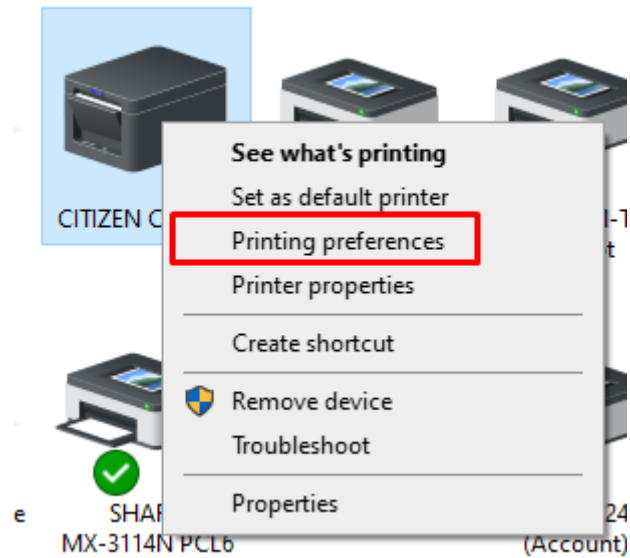 See what's printing
Set as default printer
CITIZEN
Printing preferences
Printer properties
Create shortcut
Remove device
Troubleshoot
Properties
MX-3114N PCL6
(Account)